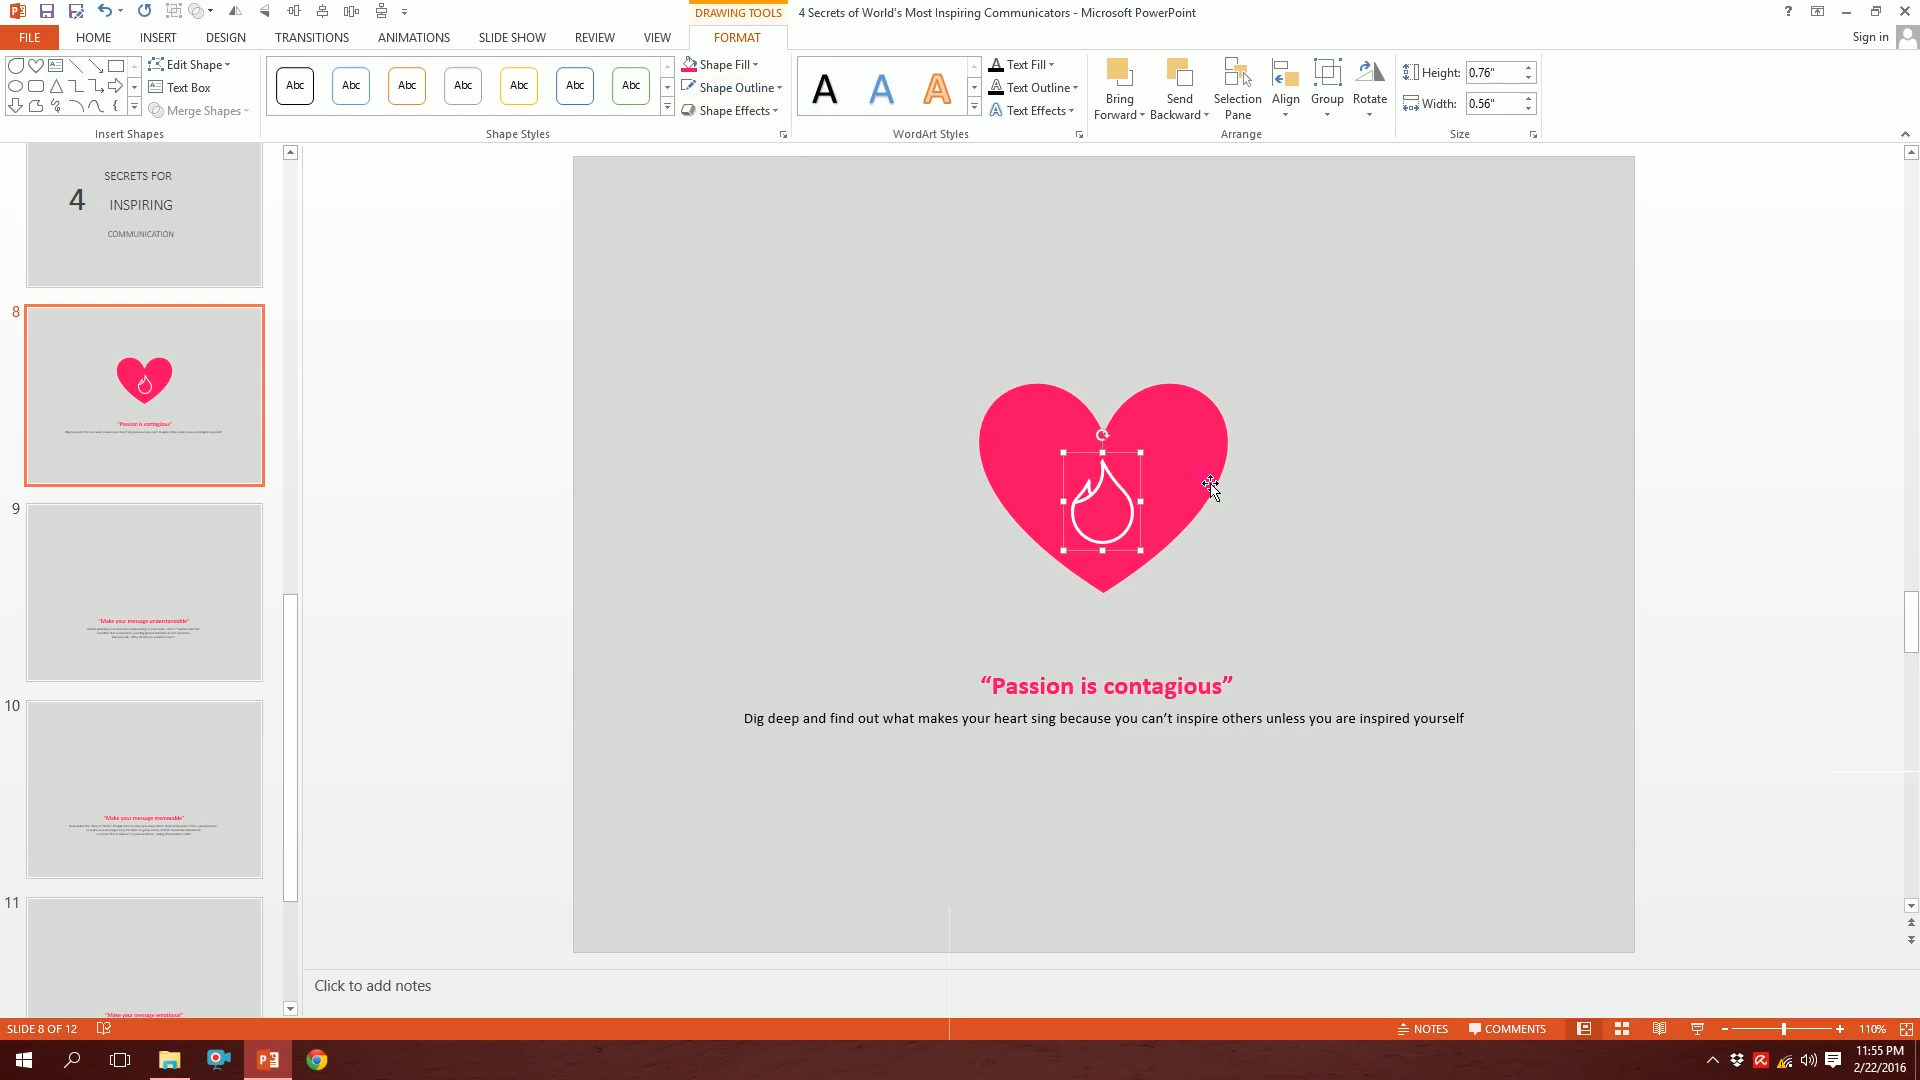 DRAWING TOOLS
4 Secrets of World's Most Inspiring Communicators - Microsoft PowerPoint
FILE
HOME
INSERT
DESIGN
TRANSITIONS
ANIMATIONS
SLIDE SHOW
REVIEW
VIEW
FORMAT
Sign in
Edit Shape
Text Box
Merge Shapes
Insert Shapes
Abc
Abc
Abc
Abc
Abc
Abc
Abc
Shape Styles
Shape Fill
Shape Outline
Shape Effects
A
A
A
WordArt Styles
Text Fill
Text Outline
Text Effects
Bring
Forward
Send
Backward
Selection
Pane
Align
Group
Rotate
Arrange
Height: 0.76"
Width: 0.56"
Size
SECRETS FOR
4 INSPIRING
COMMUNICATION
8
"Passion is contagious"
9
"Make your message understandable"
10
"Make your message memorable"
11
"Make your message emotional"
“Passion is contagious”
Dig deep and find out what makes your heart sing because you can’t inspire others unless you are inspired yourself
Click to add notes
SLIDE 8 OF 12
NOTES
COMMENTS
110%
11:55 PM
2/22/2016